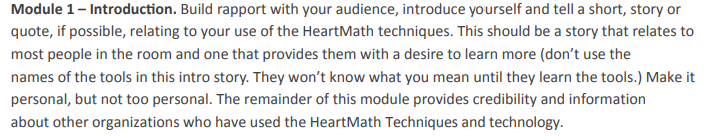 Module 1 – Introduction. Build rapport with your audience, introduce yourself and tell a short, story or
quote, if possible, relating to your use of the HeartMath techniques. This should be a story that relates to
most people in the room and one that provides them with a desire to learn more (don’t use the
names of the tools in this intro story. They won’t know what you mean until they learn the tools.) Make it
personal, but not too personal. The remainder of this module provides credibility and information
about other organizations who have used the HeartMath Techniques and technology.